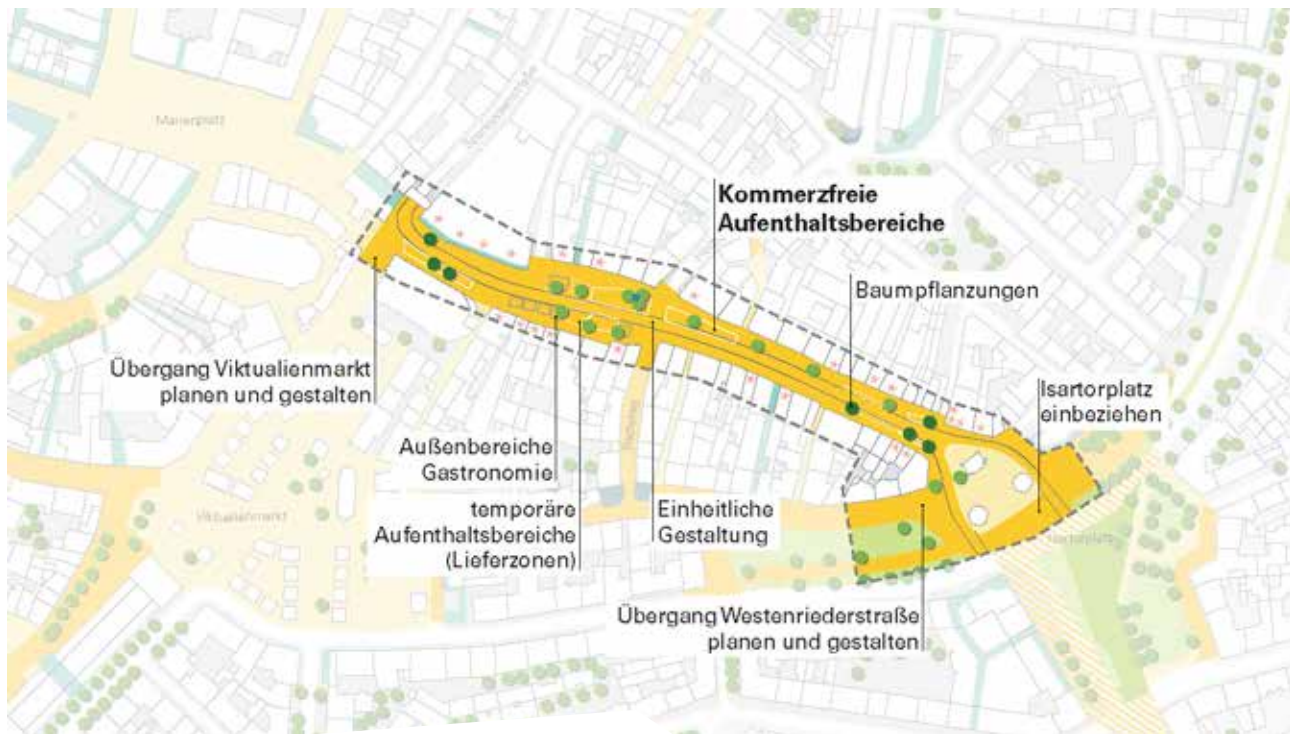 Marienplatz
Kommerzfreie
Aufenthaltsbereiche
Baumpflanzungen
Übergang Viktualienmarkt
planen und gestalten
Isartorplatz
einbeziehen
Außenbereiche
Gastronomie
temporäre
Aufenthaltsbereiche
(Lieferzonen)
Einheitliche
Gestaltung
Viktualienmarkt
Isartorplatz
Übergang Westenriederstraße
planen und gestalten